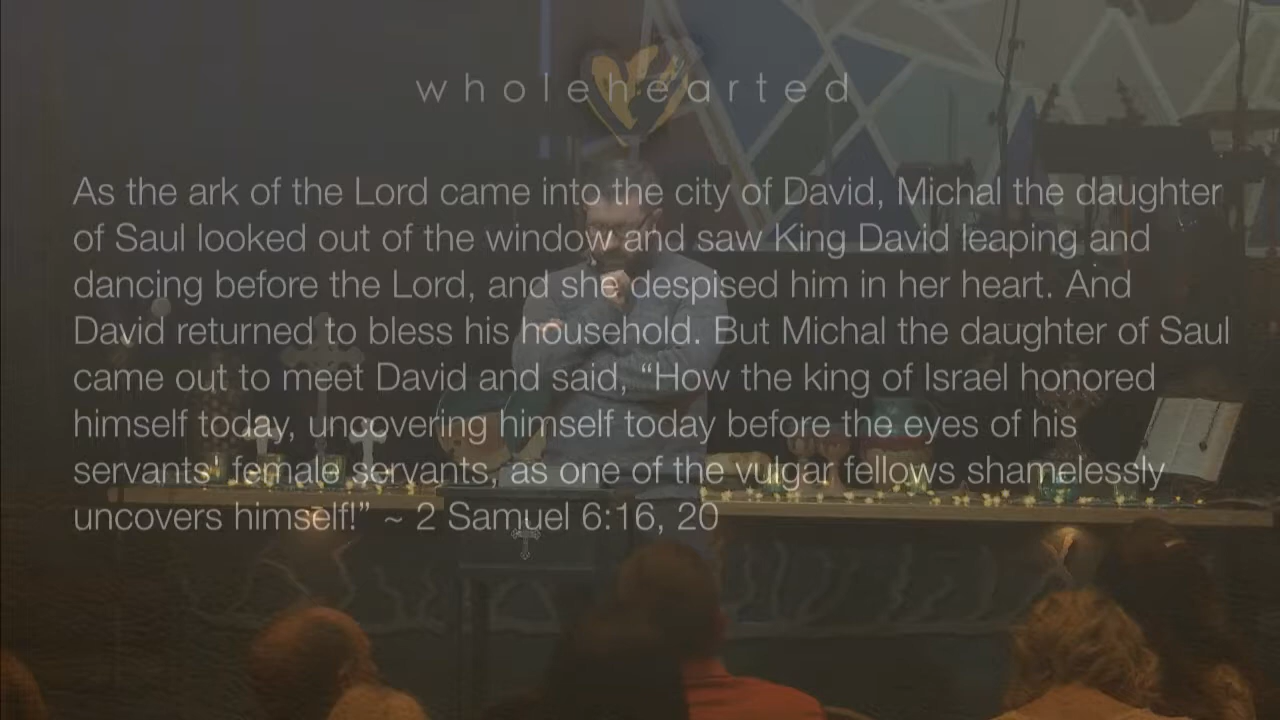 wholehearted
As the ark of the Lord came into the city of David, Michal the daughter
of Saul looked out of the window and saw King David leaping and
dancing before the Lord, and she despised him in her heart. And
David returned to bless his household. But Michal the daughter of Saul
came out to meet David and said, “How the king of Israel honored
himself today, uncovering himself today before the eyes of his
servants' female servants, as one of the vulgar fellows shamelessly
uncovers himself!” ~ 2 Samuel 6:16, 20